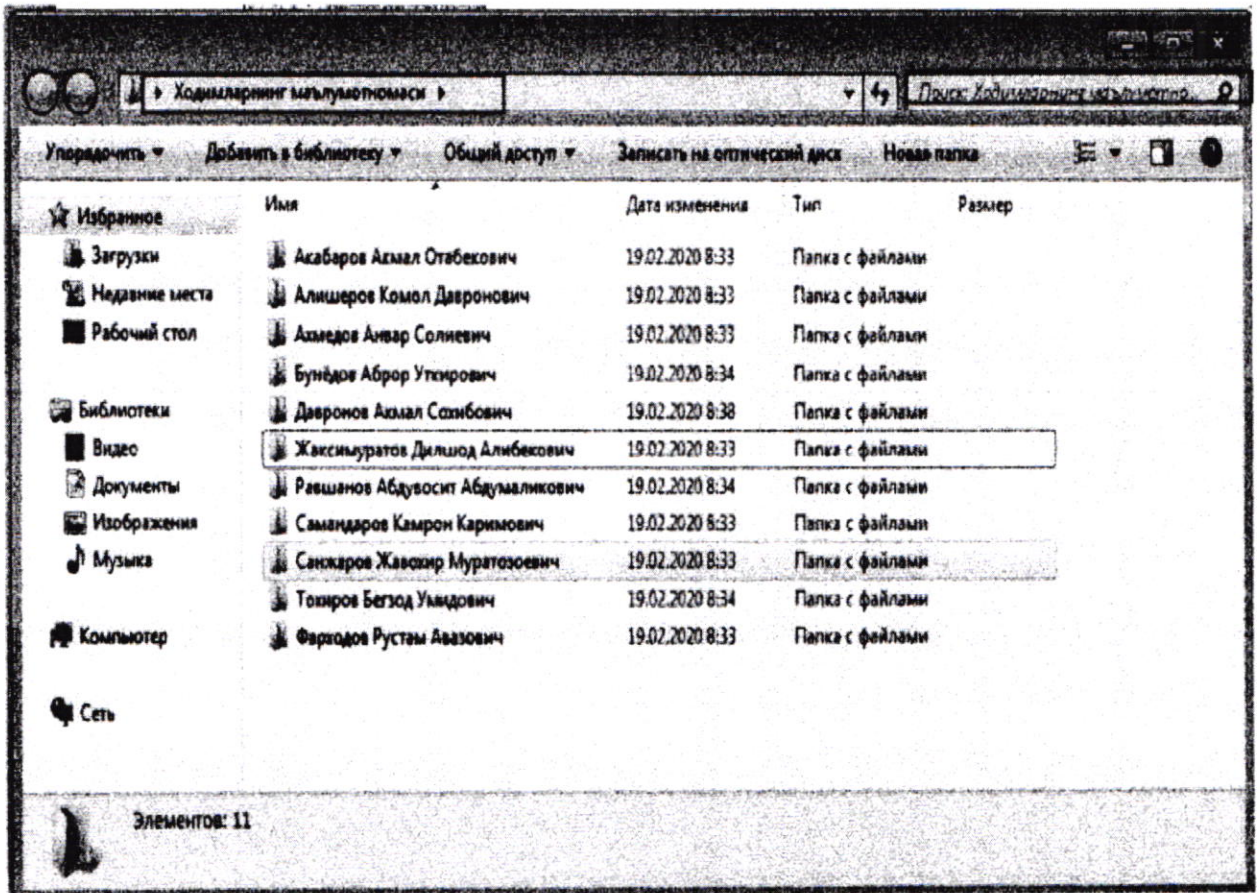 Ходимларнинг маълумотномаси
Поиск: Ходимларнинг маълумотно...
Упорядочить Добавить в библиотеку Общий доступ Записать на оптический диск Новая папка
Имя Дата изменения Тип Размер
Избранное
Загрузки
Недавние места
Рабочий стол
Библиотеки
Видео
Документы
Изображения
Музыка
Компьютер
Сеть
Акабаров Акмал Отабекович 19.02.2020 8:33 Папка с файлами
Алишеров Комол Давронович 19.02.2020 8:33 Папка с файлами
Ахмедов Анвар Солиевич 19.02.2020 8:33 Папка с файлами
Бунёдов Аброр Уткирович 19.02.2020 8:34 Папка с файлами
Давронов Акмал Сохибович 19.02.2020 8:38 Папка с файлами
Жаксимуратов Дилшод Алибекович 19.02.2020 8:33 Папка с файлами
Равшанов Абдувосит Абдумаликович 19.02.2020 8:34 Папка с файлами
Самандаров Камрон Каримович 19.02.2020 8:33 Папка с файлами
Санжаров Жавохир Муратозоевич 19.02.2020 8:33 Папка с файлами
Тохиров Бегзод Умидович 19.02.2020 8:34 Папка с файлами
Фарходов Рустам Авазович 19.02.2020 8:33 Папка с файлами
Элементов: 11